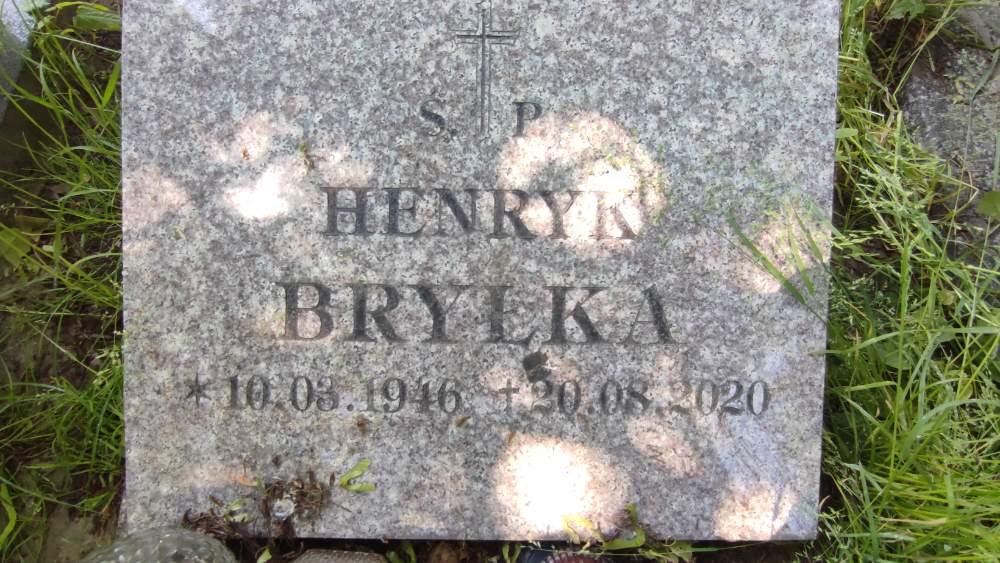 S. P.
HENRYK
BRYŁKA
* 10.03.1946 † 20.08.2020